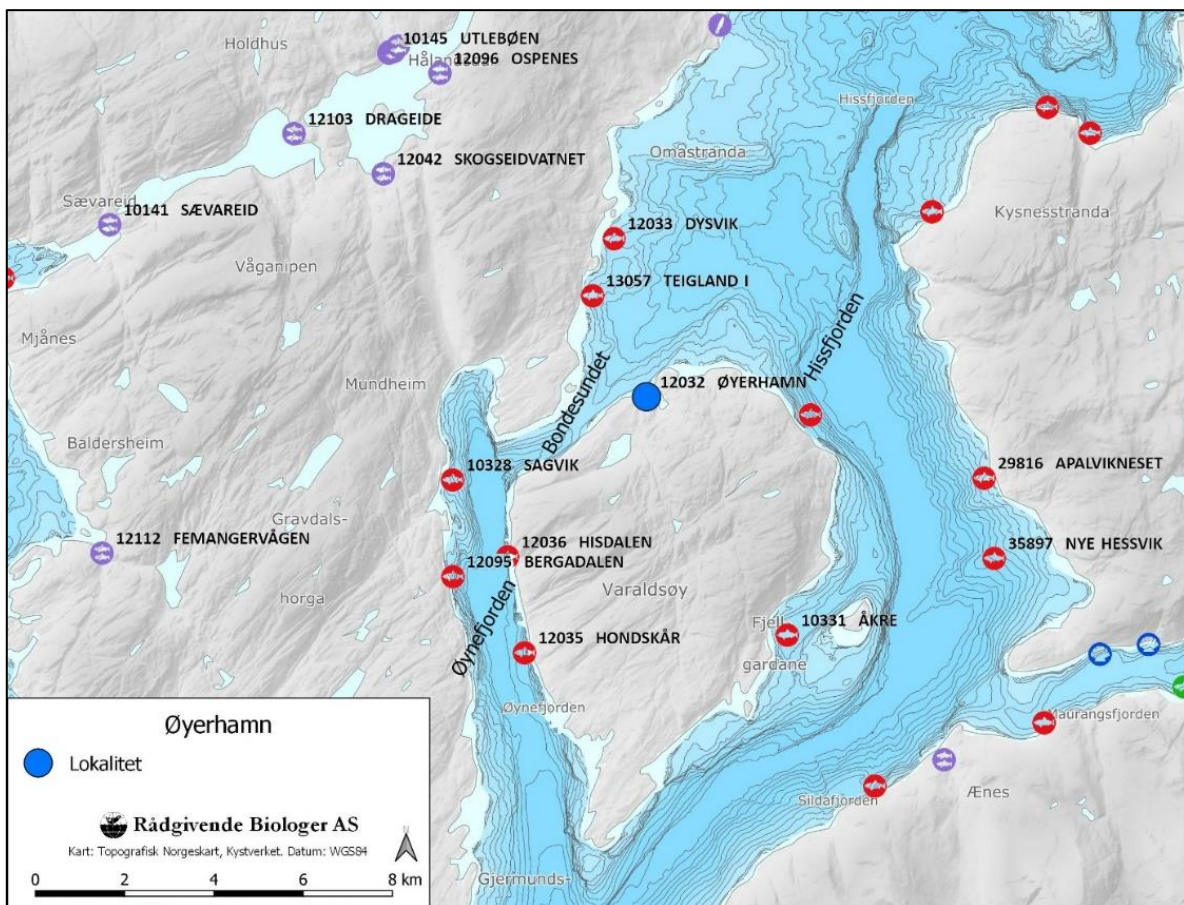 10145 UTLEBØEN
Holdhus
12096 OSPENES
Hissfjorden
12103 DRAGEIDE
Omastranda
12042 SKOGSEIDVATNET
Sævareid
10141 SÆVAREID
Kysnesstranda
12033 DYSVIK
Våganipen
13057 TEIGLAND I
Mjånes
Hissfjorden
Mundheim
12032 ØYERHAMN
Bondesundet
Baldersheim
10328 SAGVIK
29816 APALVIKNESET
Gravdals-
12112 FEMANGERVÅGEN
12036 HISDALEN
35897 NYE HESSVIK
12095 BERGADALEN
horga
Varaldsøy
Øynefjorden
10331 ÅKRE
Fjell
12035 HONDSKÅR
gardane
Øynefjorden
Maurangsfjorden
Øyerhamn
Lokalitet
Sildafjorden
Ænes
Rådgivende Biologer AS
Kart: Topografisk Norgeskart, Kystverket. Datum: WGS84
Gjermunds-
0 2 4 6 8 km